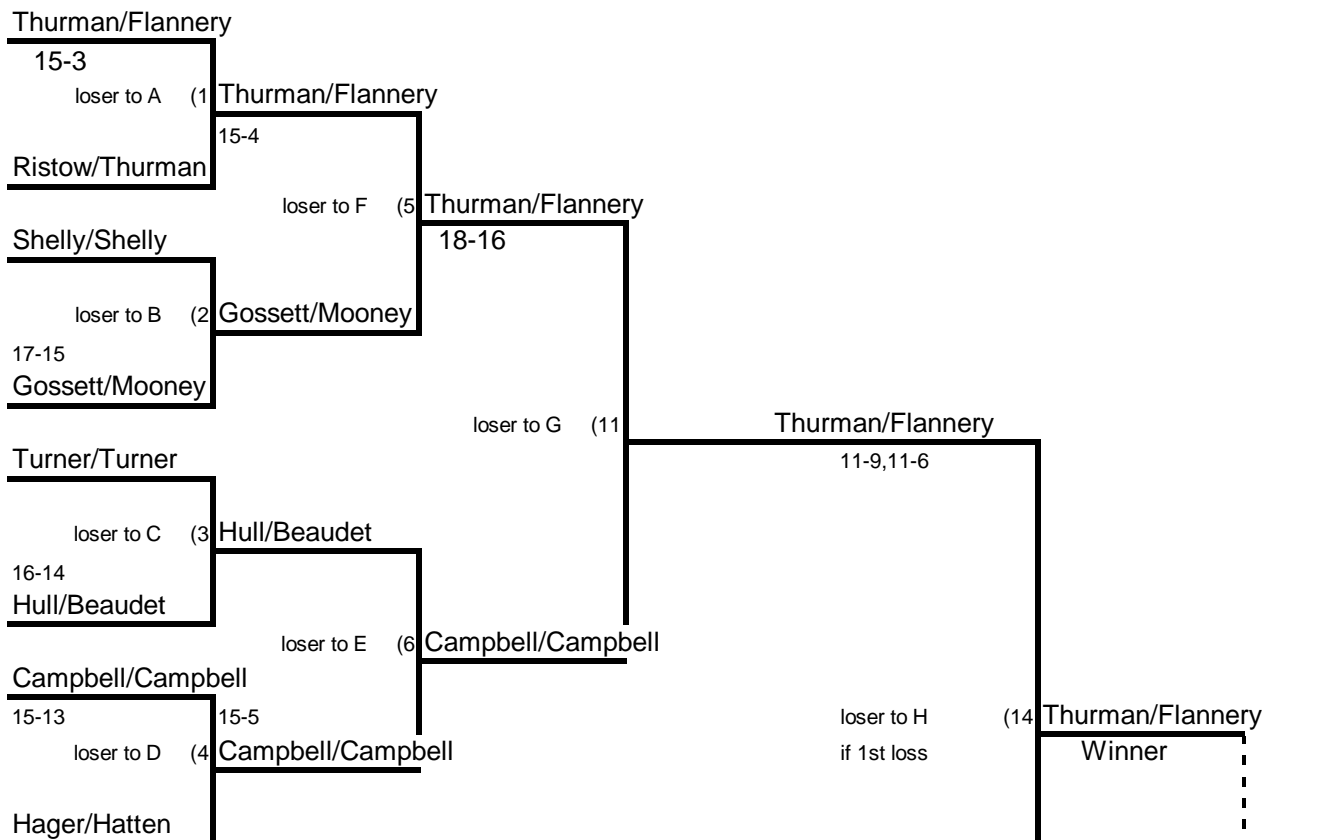 Thurman/Flannery
15-3
loser to A (1 Thurman/Flannery
15-4
Ristow/Thurman
loser to F (5 Thurman/Flannery
Shelly/Shelly
18-16
loser to B (2 Gossett/Mooney
17-15
Gossett/Mooney
loser to G (11 Thurman/Flannery
Turner/Turner
11-9,11-6
loser to C (3 Hull/Beaudet
16-14
Hull/Beaudet
loser to E (6 Campbell/Campbell
Campbell/Campbell
15-13 15-5 loser to H (14 Thurman/Flannery
loser to D (4 Campbell/Campbell if 1st loss Winner
Hager/Hatten